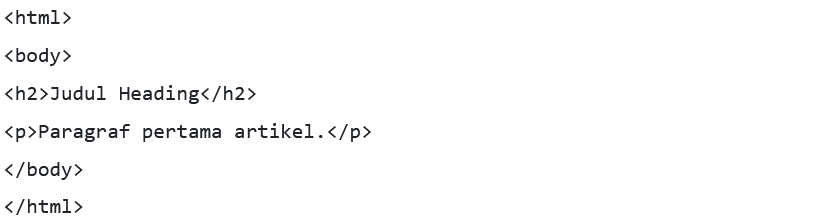 <html>
<body>
<h2>Judul Heading</h2>
<p>Paragraf pertama artikel.</p>
</body>
</html>